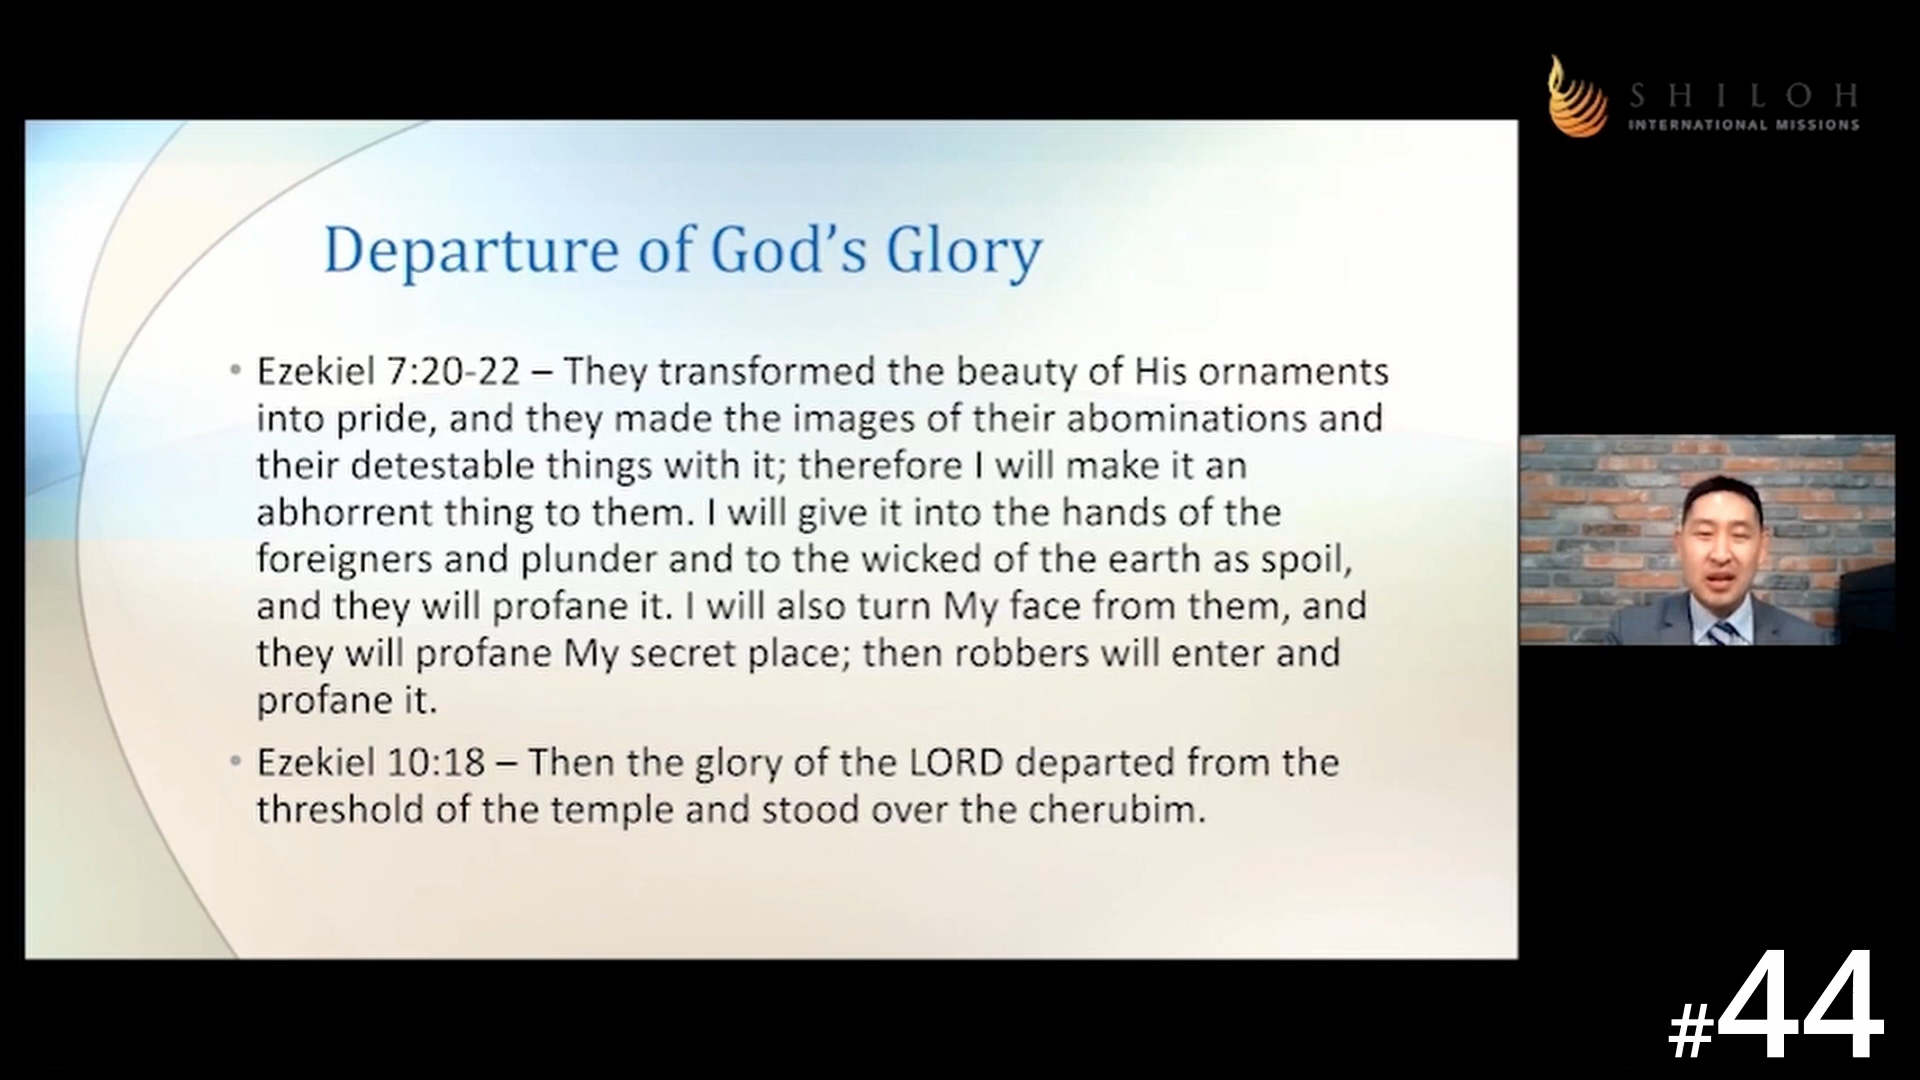 SHILOH
INTERNATIONAL MISSIONS
Departure of God’s Glory
• Ezekiel 7:20-22 – They transformed the beauty of His ornaments
into pride, and they made the images of their abominations and
their detestable things with it; therefore I will make it an
abhorrent thing to them. I will give it into the hands of the
foreigners and plunder and to the wicked of the earth as spoil,
and they will profane it. I will also turn My face from them, and
they will profane My secret place; then robbers will enter and
profane it.
• Ezekiel 10:18 – Then the glory of the LORD departed from the
threshold of the temple and stood over the cherubim.
#44